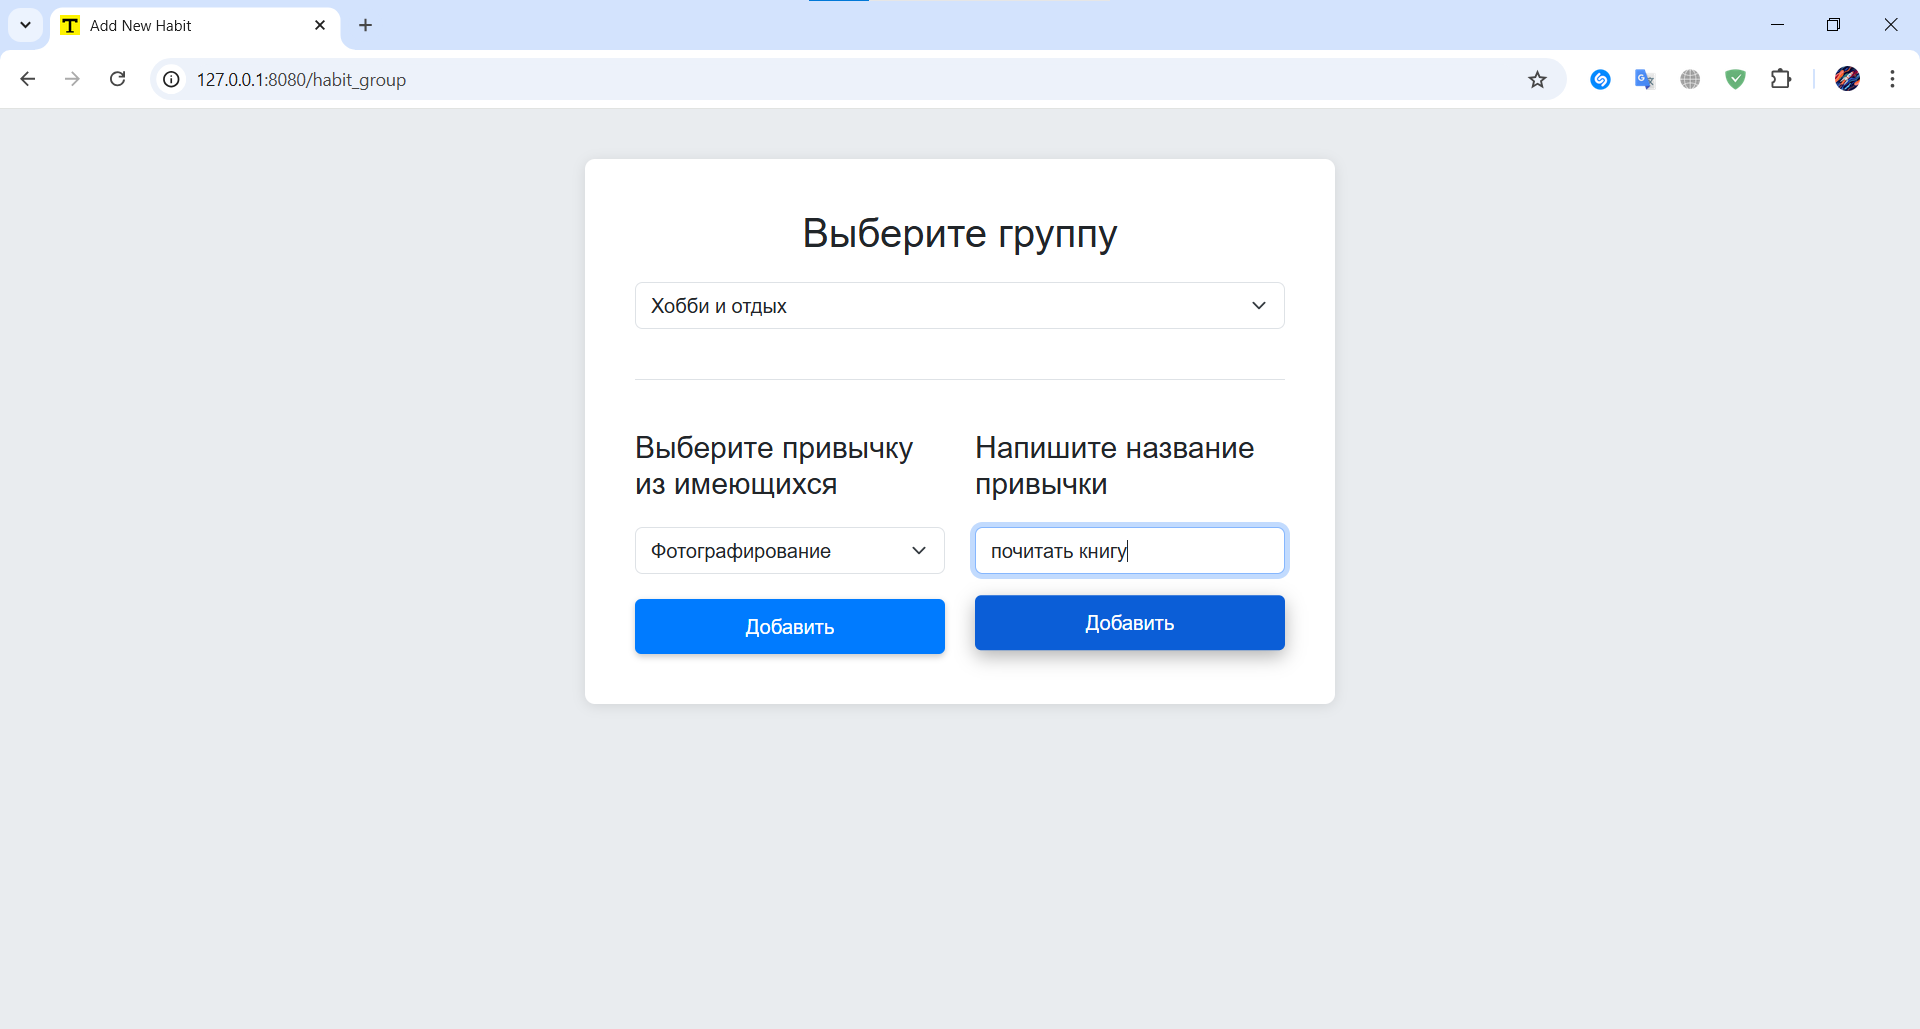 Add New Habit
127.0.0.1:8080/habit_group
Выберите группу
Хобби и отдых
Выберите привычку
из имеющихся
Фотографирование
Добавить
Напишите название
привычки
почитать книгу
Добавить